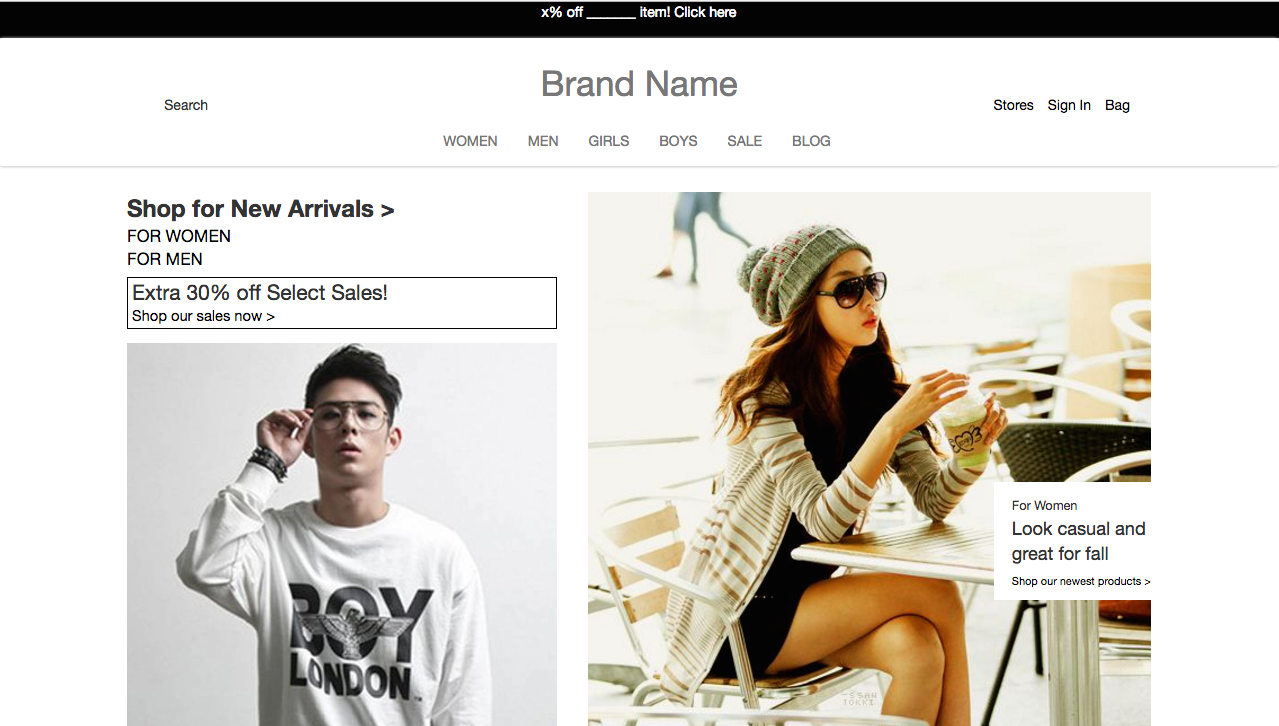 x% off _______ item! Click here
Brand Name
Search
Stores Sign In Bag
WOMEN MEN GIRLS BOYS SALE BLOG
Shop for New Arrivals >
FOR WOMEN
FOR MEN
Extra 30% off Select Sales!
Shop our sales now >
BOY
LONDON
For Women
Look casual and
great for fall
Shop our newest products >
SSAN
TOKKI